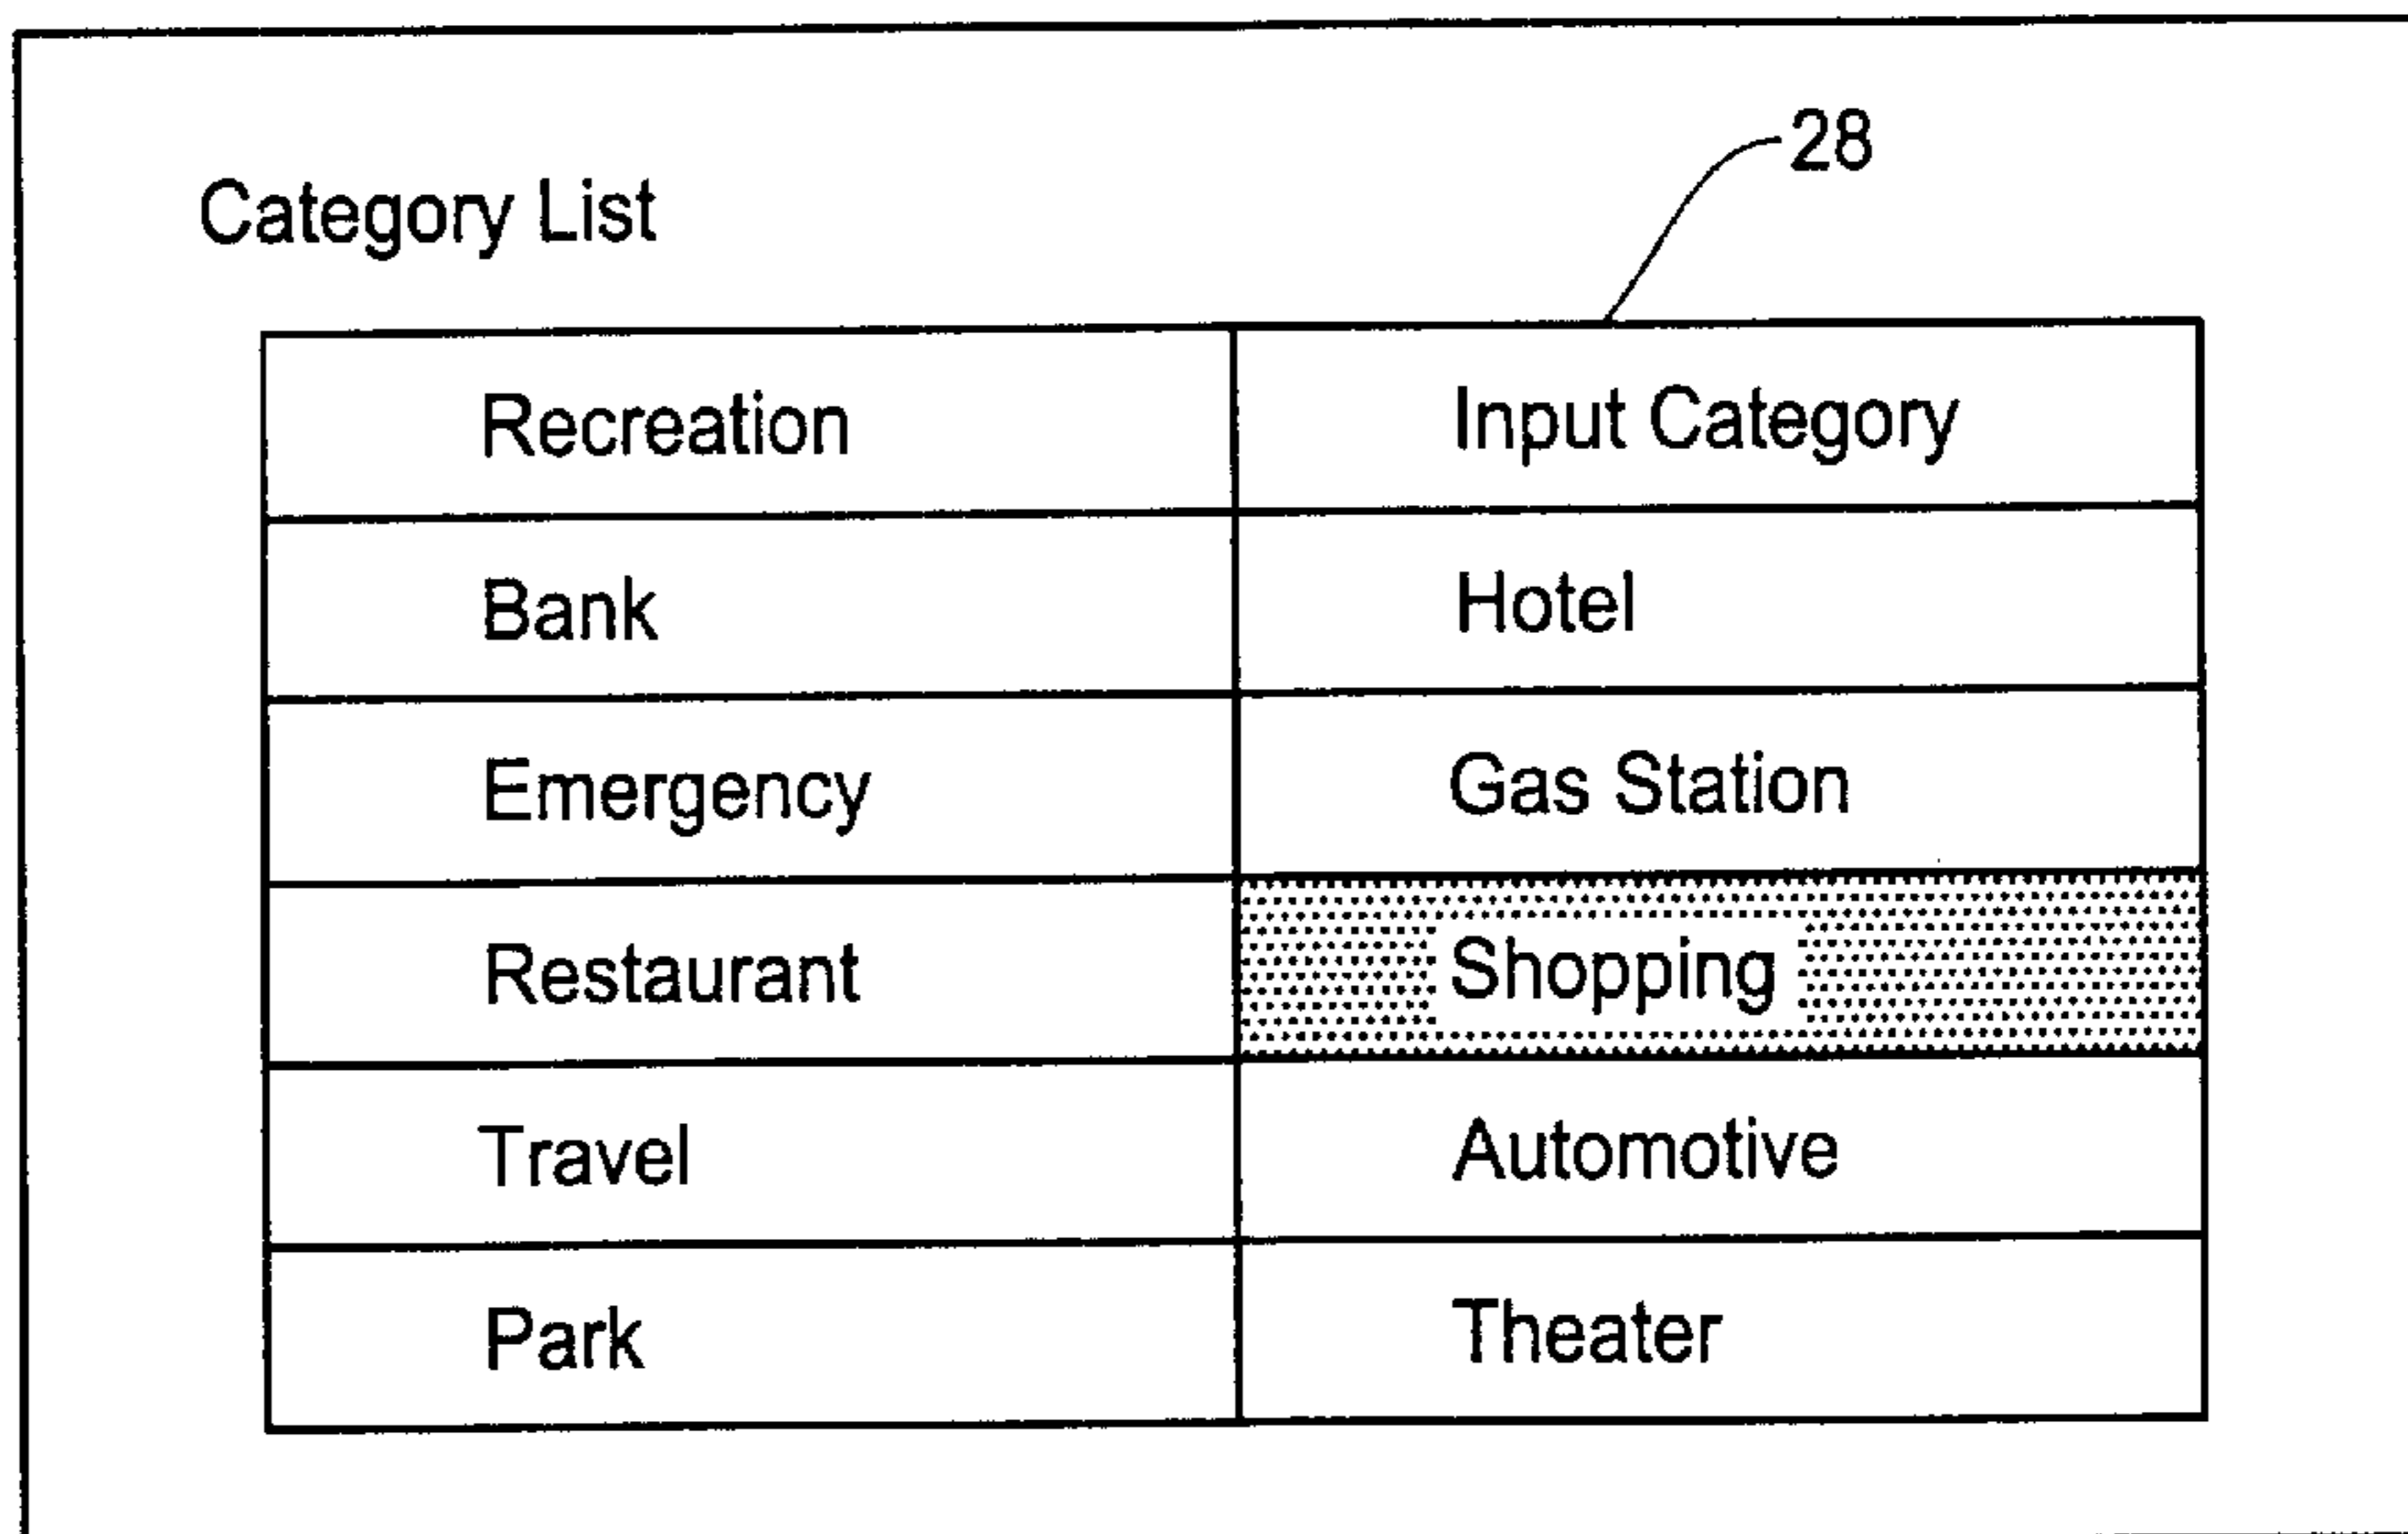 28
Category List
Recreation
Input Category
Bank
Hotel
Emergency
Gas Station
Restaurant
Shopping
Travel
Automotive
Park
Theater